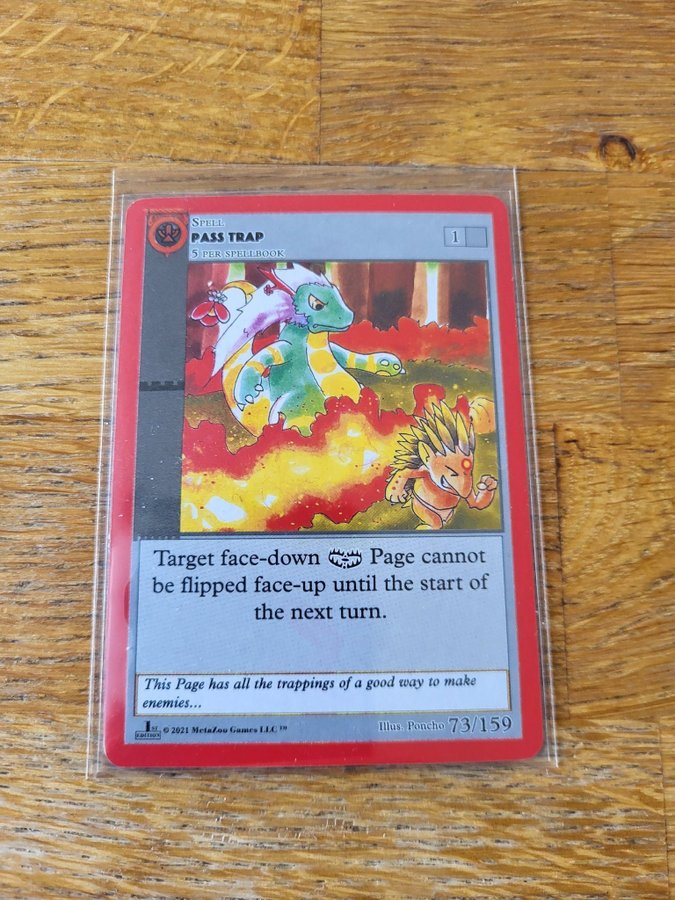 Spell
PASS TRAP
5 per spellbook
1
Target face-down Page cannot
be flipped face-up until the start of
the next turn.
This Page has all the trappings of a good way to make
enemies...
1st EDITION © 2021 MetaZoo Games LLC ™
Illus. Poncho 73/159